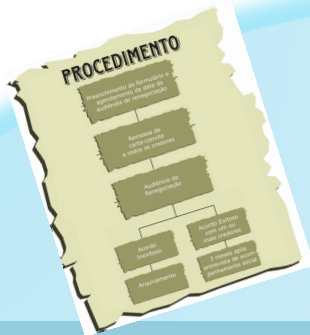 PROCEDIMENTO
Preenchimento do formulário e
agendamento da data de
audiência de renegociação
Remessa de
carta-convite
a todos os credores
Audiência de
Renegociação
Acordo
Inexitoso
Acordo Exitoso
com um ou
mais credores
Arquivamento
3 meses após
entrevista de acom-
panhamento social